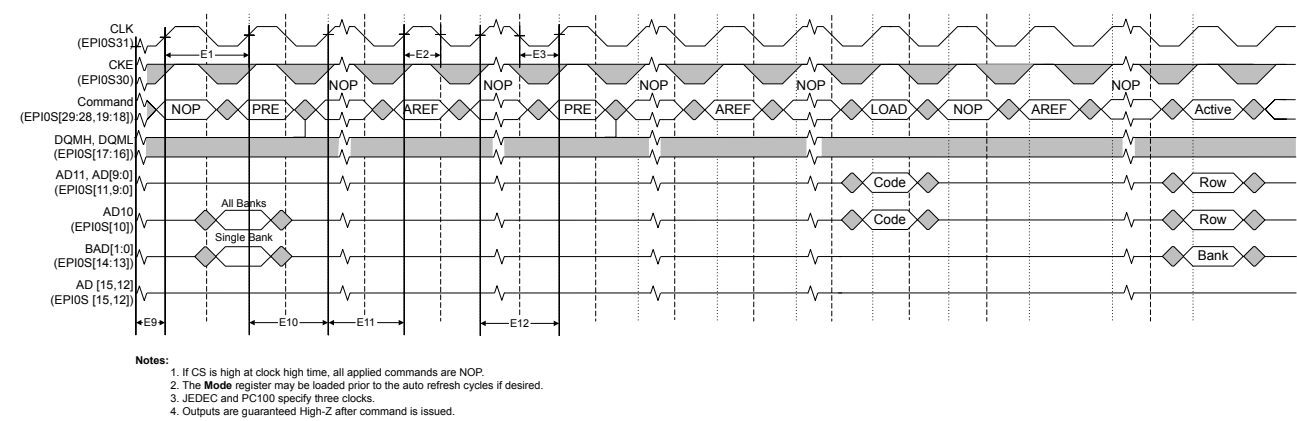 CLK
(EPI0S31)
E1
E2
E3
CKE
(EPI0S30)
NOP
NOP
NOP
NOP
NOP
Command
(EPI0S[29:28,19:18])
NOP
PRE
AREF
PRE
AREF
LOAD
NOP
AREF
Active
DQMH, DQML
(EPI0S[17:16])
AD11, AD[9:0]
(EPI0S[11,9:0])
Code
Row
AD10
(EPI0S[10])
All Banks
Code
Row
Single Bank
BAD[1:0]
(EPI0S[14:13])
Bank
AD [15,12]
(EPI0S [15,12])
E9
E10
E11
E12
Notes:
1. If CS is high at clock high time, all applied commands are NOP.
2. The Mode register may be loaded prior to the auto refresh cycles if desired.
3. JEDEC and PC100 specify three clocks.
4. Outputs are guaranteed High-Z after command is issued.